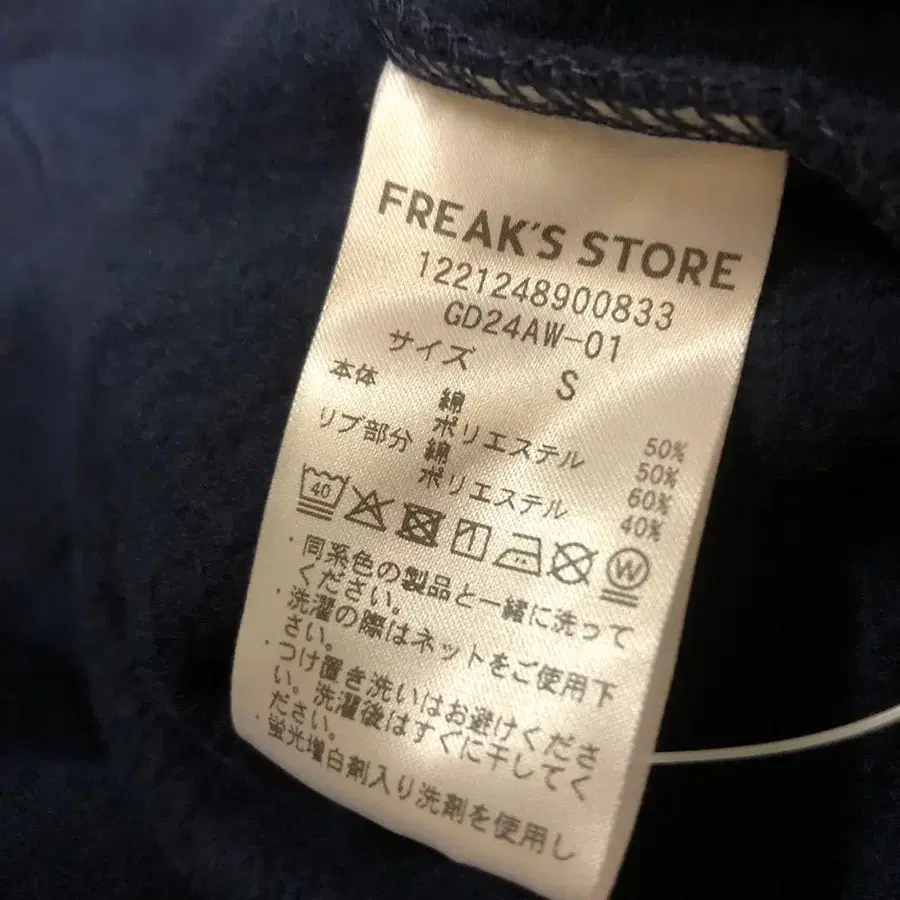 FREAK'S STORE
1221248900833
GD24AW-01
サイズ S
本体 綿 50%
ポリエステル 50%
リブ部分 綿 60%
ポリエステル 40%
40
W
・同系色の製品と一緒に洗って
ください。
・洗濯の際はネットをご使用下
さい。
・つけ置き洗いはお避けくださ
い。洗濯後はすぐに干してく
ださい。
・蛍光増白剤入り洗剤を使用し